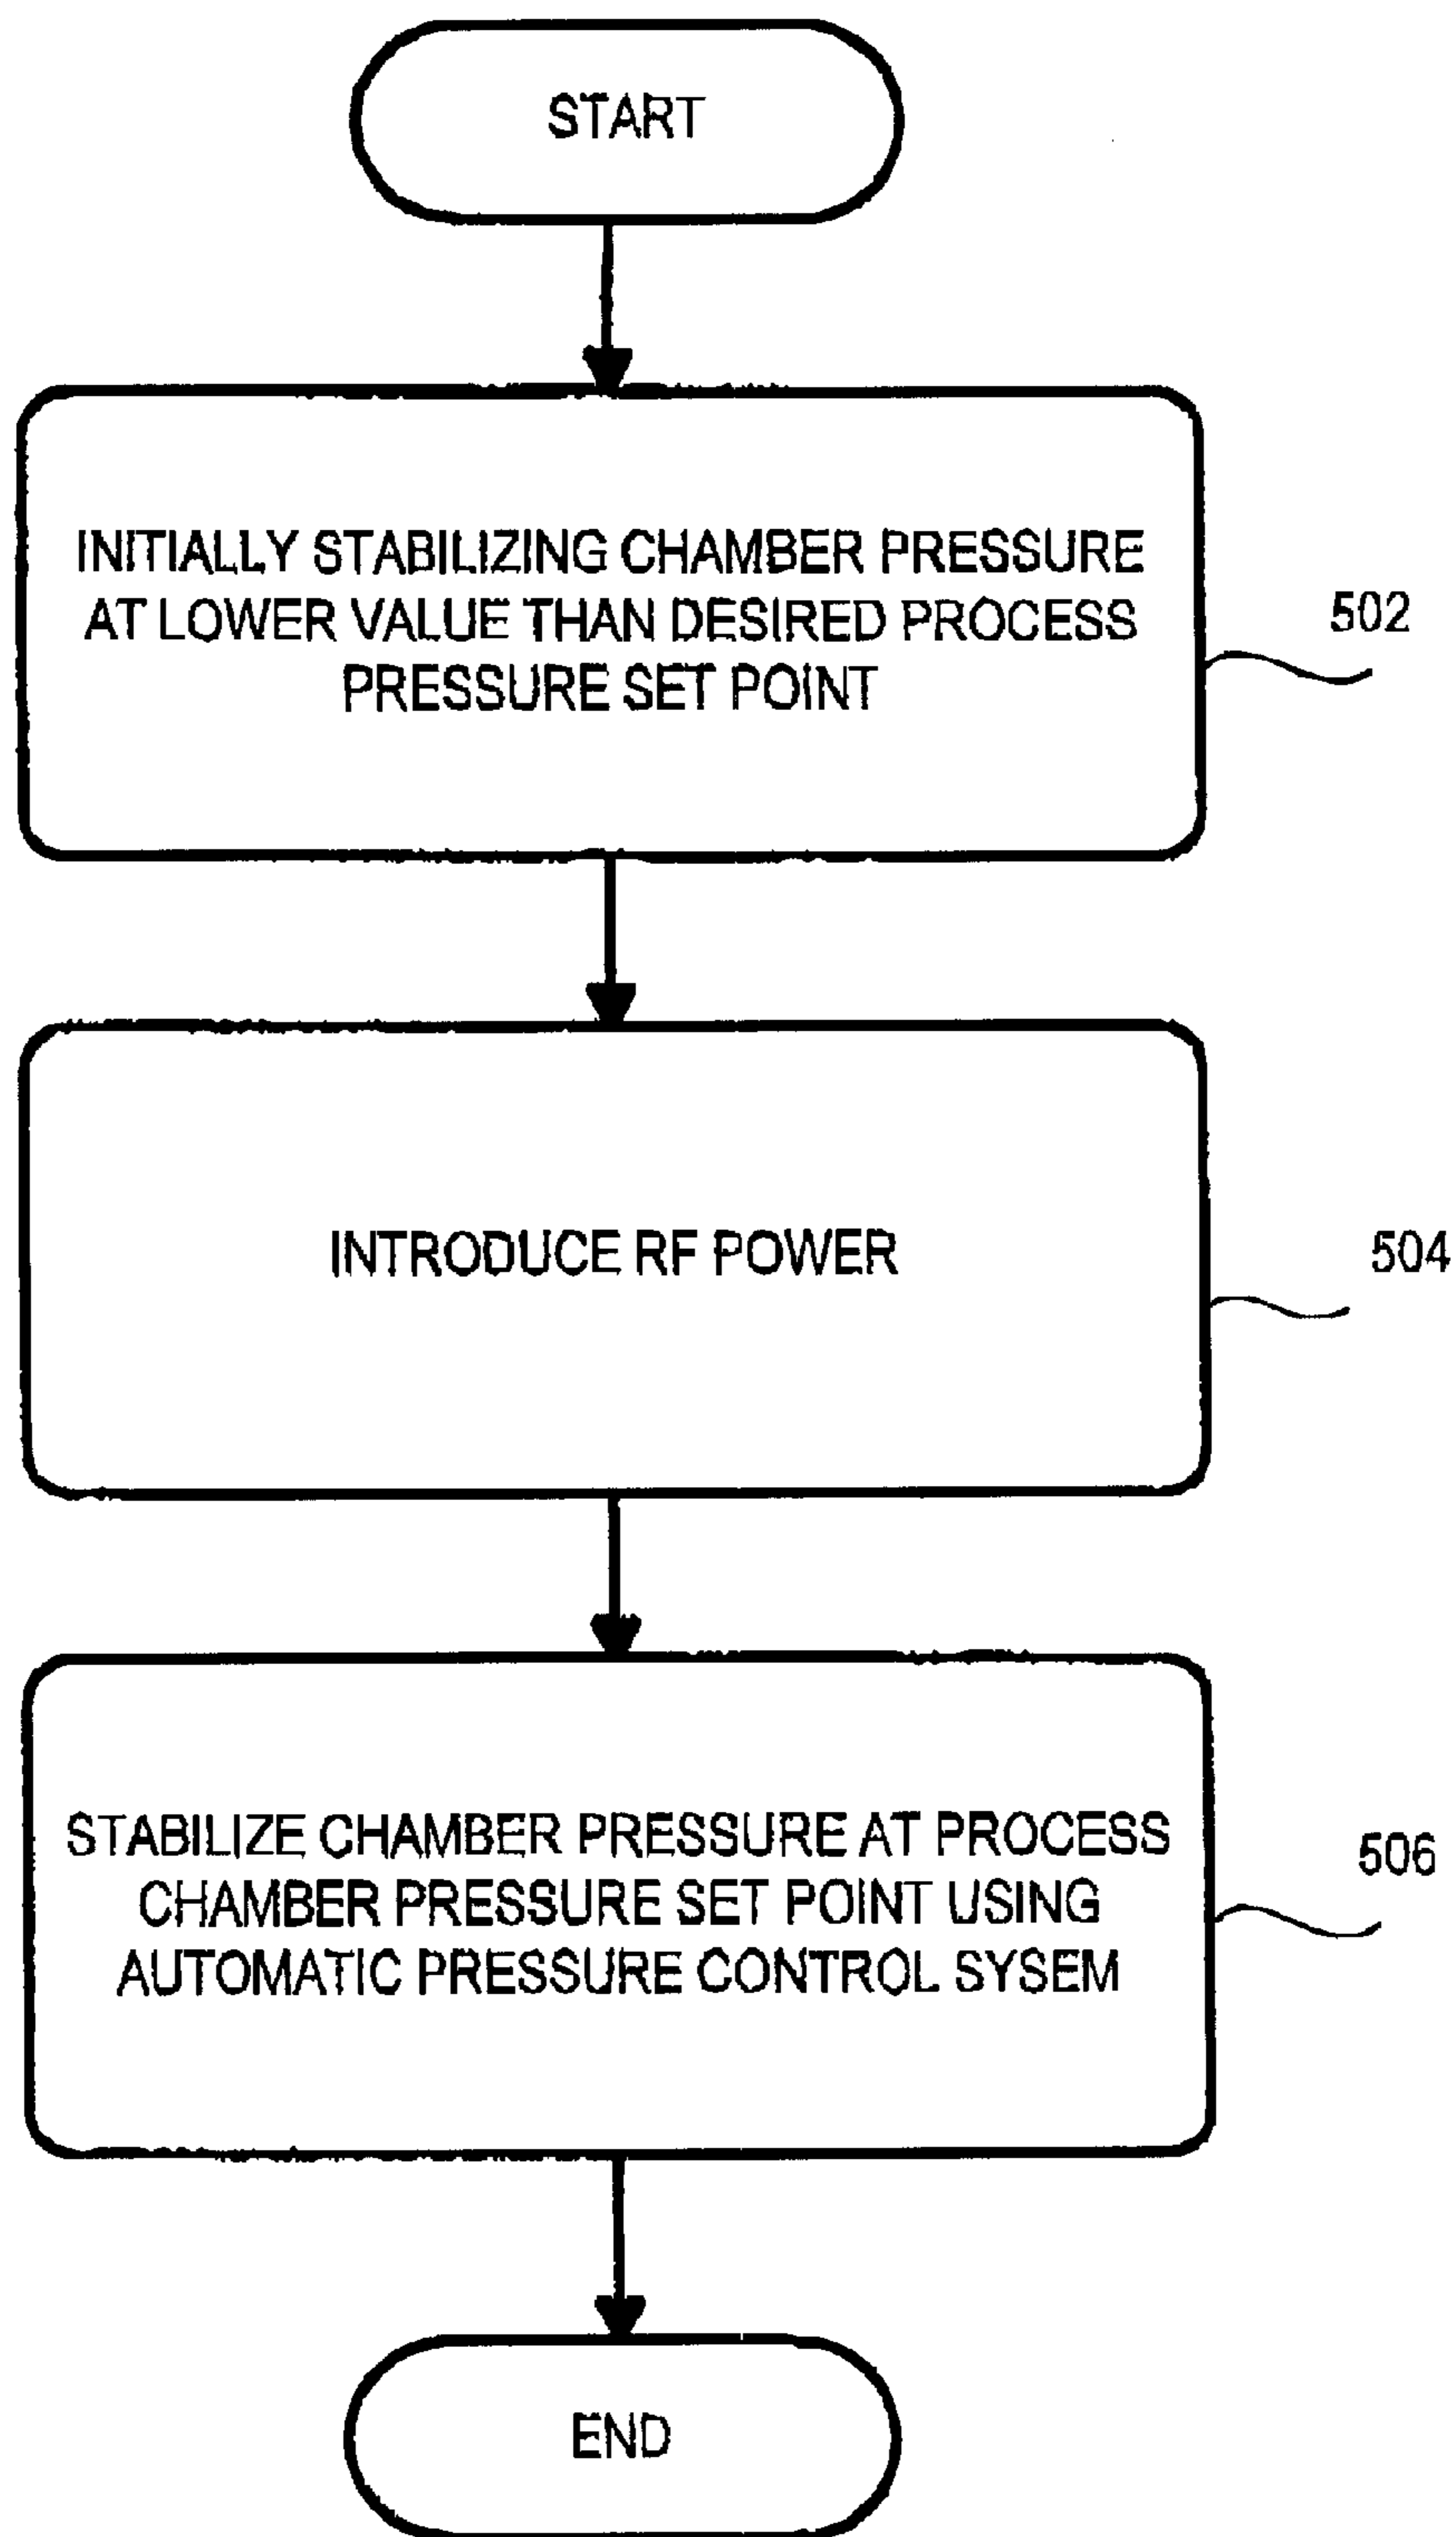 START
INITIALLY STABILIZING CHAMBER PRESSURE
AT LOWER VALUE THAN DESIRED PROCESS
PRESSURE SET POINT
502
INTRODUCE RF POWER
504
STABILIZE CHAMBER PRESSURE AT PROCESS
CHAMBER PRESSURE SET POINT USING
AUTOMATIC PRESSURE CONTROL SYSEM
506
END